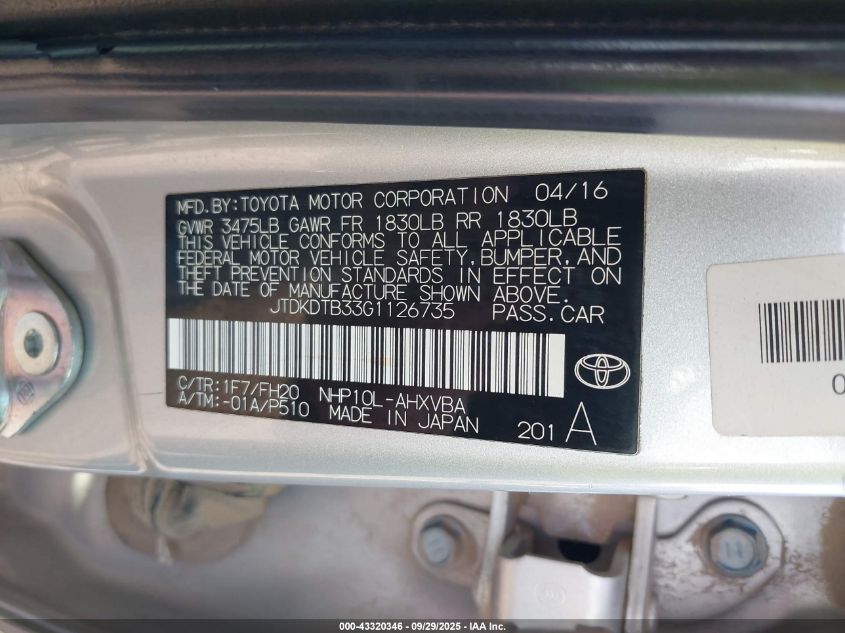 MFD.BY:TOYOTA MOTOR CORPORATION 04/16
GVWR 3475LB GAWR FR 1830LB RR 1830LB
THIS VEHICLE CONFORMS TO ALL APPLICABLE
FEDERAL MOTOR VEHICLE SAFETY, BUMPER, AND
THEFT PREVENTION STANDARDS IN EFFECT ON
THE DATE OF MANUFACTURE SHOWN ABOVE.
JTDKDTB33G1126735 PASS.CAR
C/TR:1F7/FH20 NHP10L-AHXVBA
A/TM:-01A/P510 MADE IN JAPAN
201 A
0
000-43320346 - 09/29/2025 - IAA Inc.